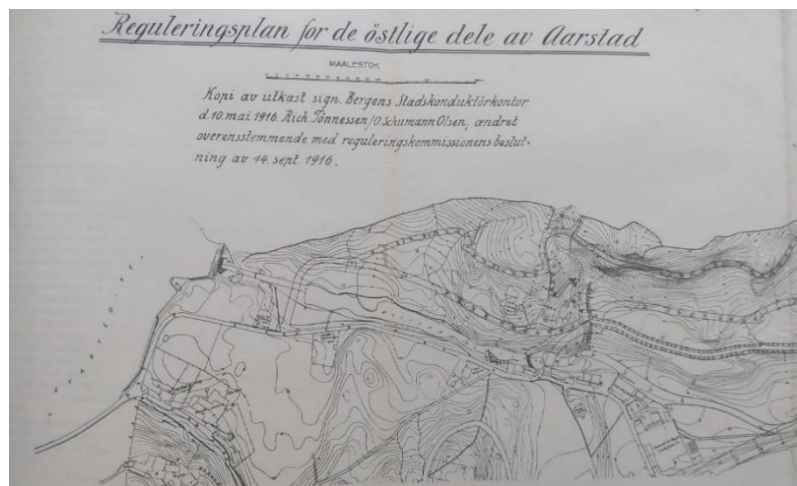 Reguleringsplan for de östlige dele av Aarstad
MAALESTOK
Kopi av utkast sign. Bergens Stadskonduktörkontor
d. 10. mai 1916. Rich. Tönnessen/O Schumann Olsen, ændret
overensstemmende med reguleringskommissionens beslut-
ning av 14. sept. 1916.